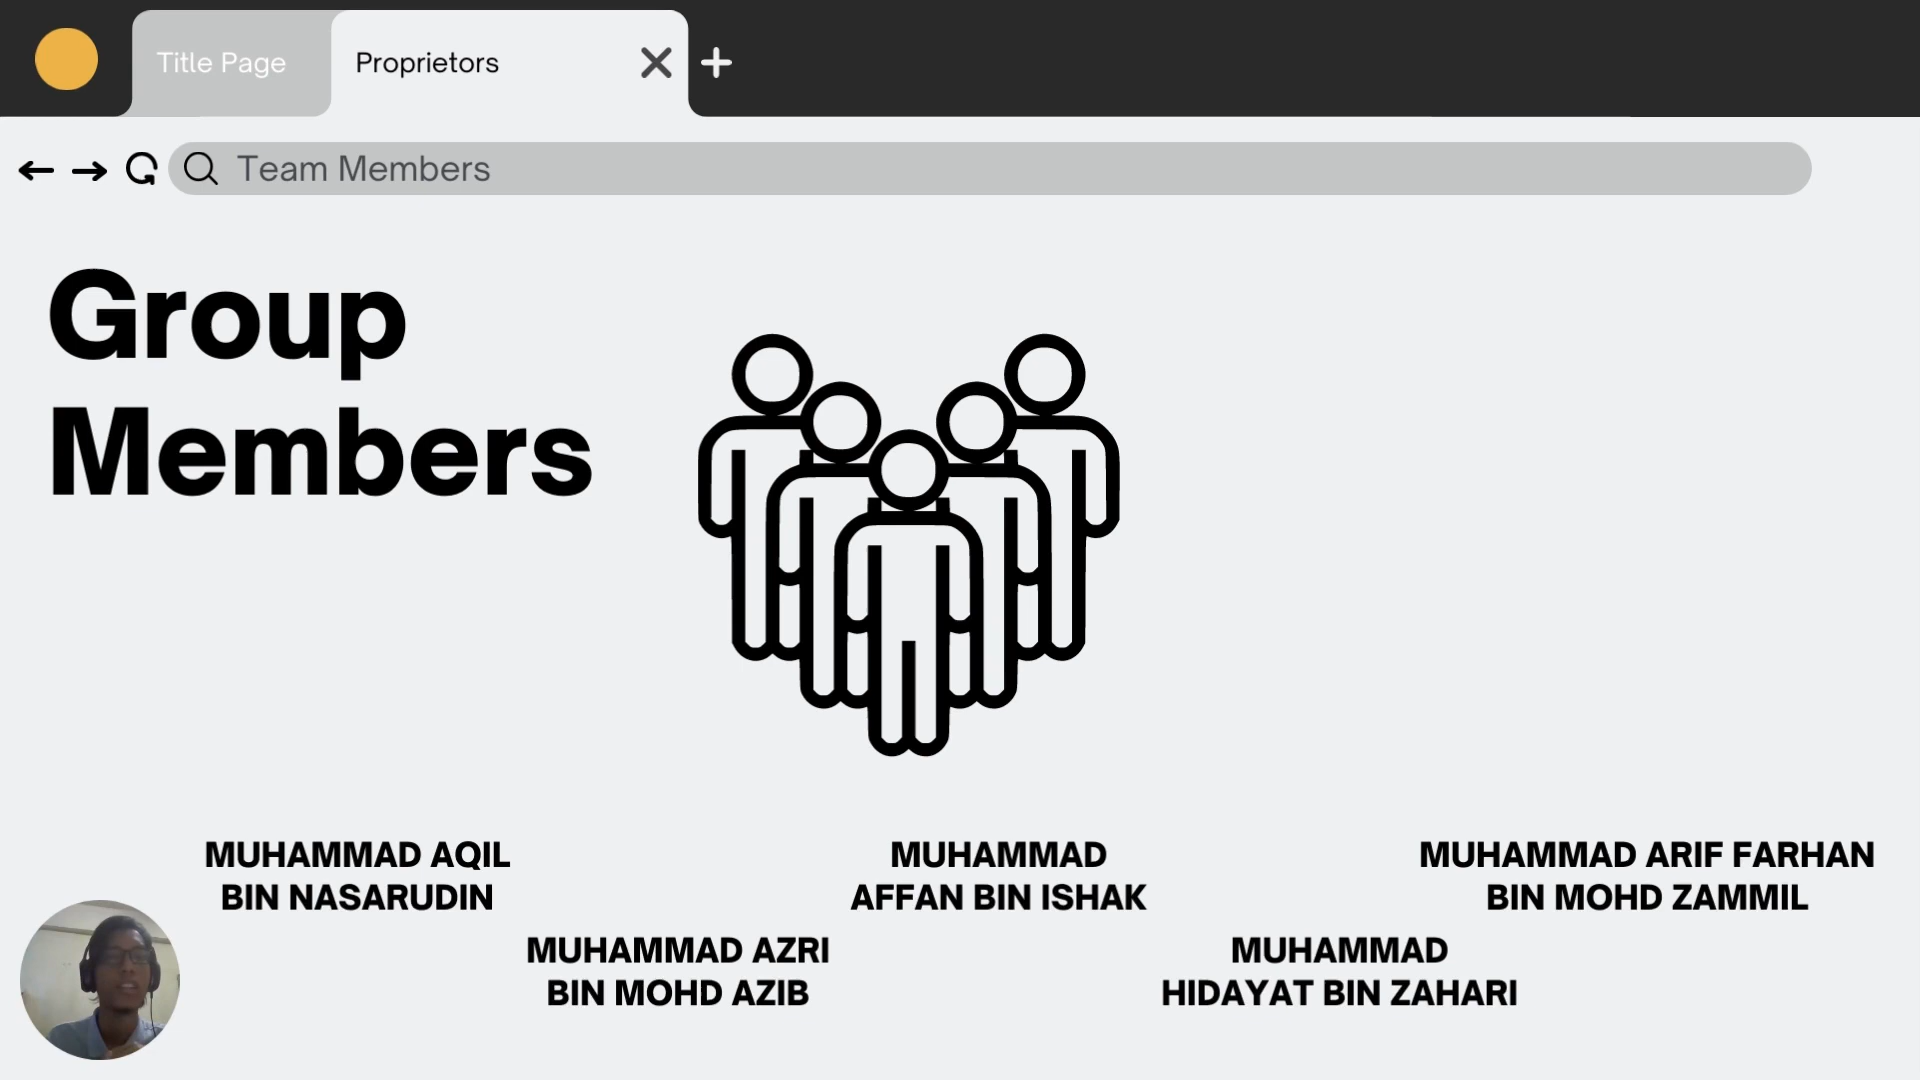 Title Page
Proprietors
Team Members
Group
Members
MUHAMMAD AQIL
BIN NASARUDIN
MUHAMMAD AZRI
BIN MOHD AZIB
MUHAMMAD
AFFAN BIN ISHAK
MUHAMMAD
HIDAYAT BIN ZAHARI
MUHAMMAD ARIF FARHAN
BIN MOHD ZAMMIL